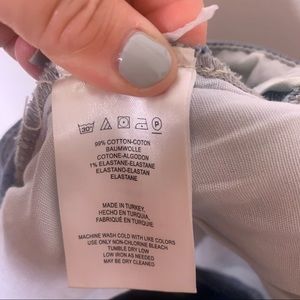 30°
P
99% COTTON-COTON
BAUMWOLLE
COTONE-ALGODON
1% ELASTANE-ELASTANE
ELASTANO-ELASTAN
ELASTANE
MADE IN TURKEY,
HECHO EN TURQUIA,
FABRIQUÉ EN TURQUIE.
MACHINE WASH COLD WITH LIKE COLORS
USE ONLY NON-CHLORINE BLEACH
TUMBLE DRY LOW
LOW IRON AS NEEDED
MAY BE DRY CLEANED